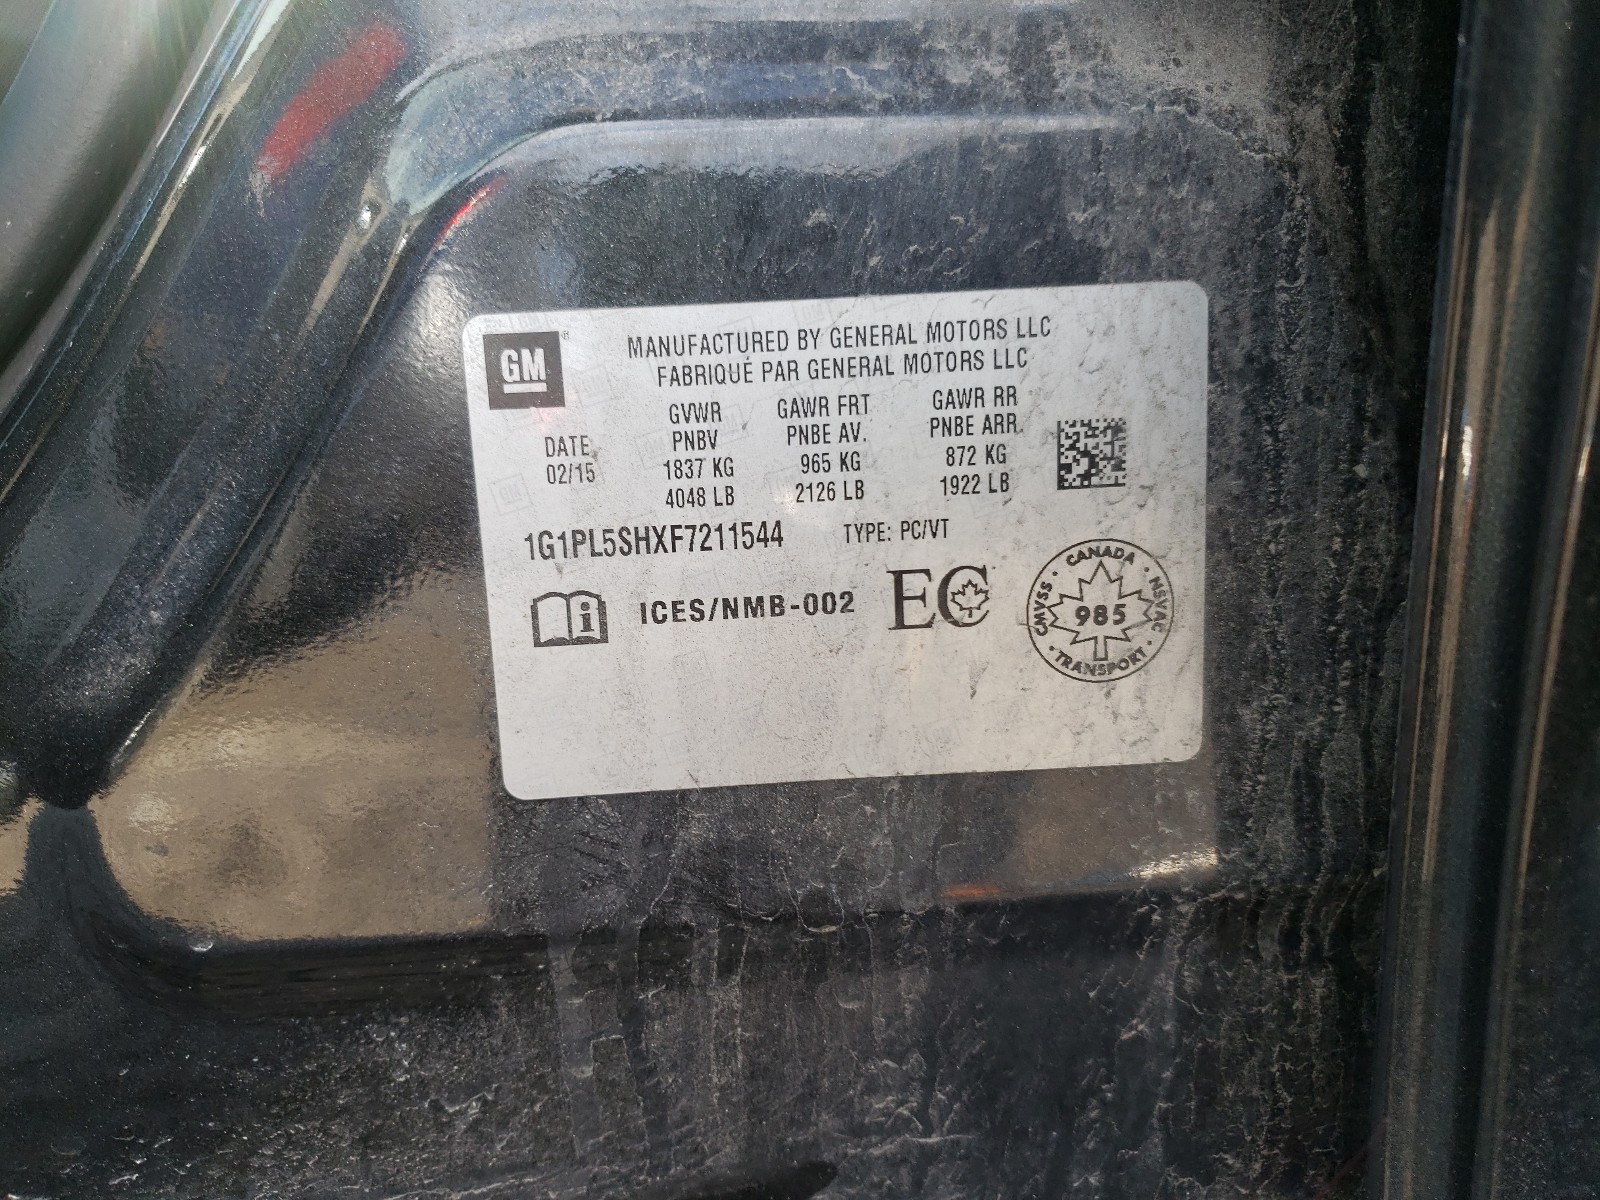 GM ®
MANUFACTURED BY GENERAL MOTORS LLC
FABRIQUÉ PAR GENERAL MOTORS LLC
DATE
02/15
GVWR
PNBV
1837 KG
4048 LB
GAWR FRT
PNBE AV.
965 KG
2126 LB
GAWR RR
PNBE ARR.
872 KG
1922 LB
1G1PL5SHXF7211544 TYPE: PC/VT
i ICES/NMB-002 EC
CANADA
CMVSS 985 NSVAC
TRANSPORT